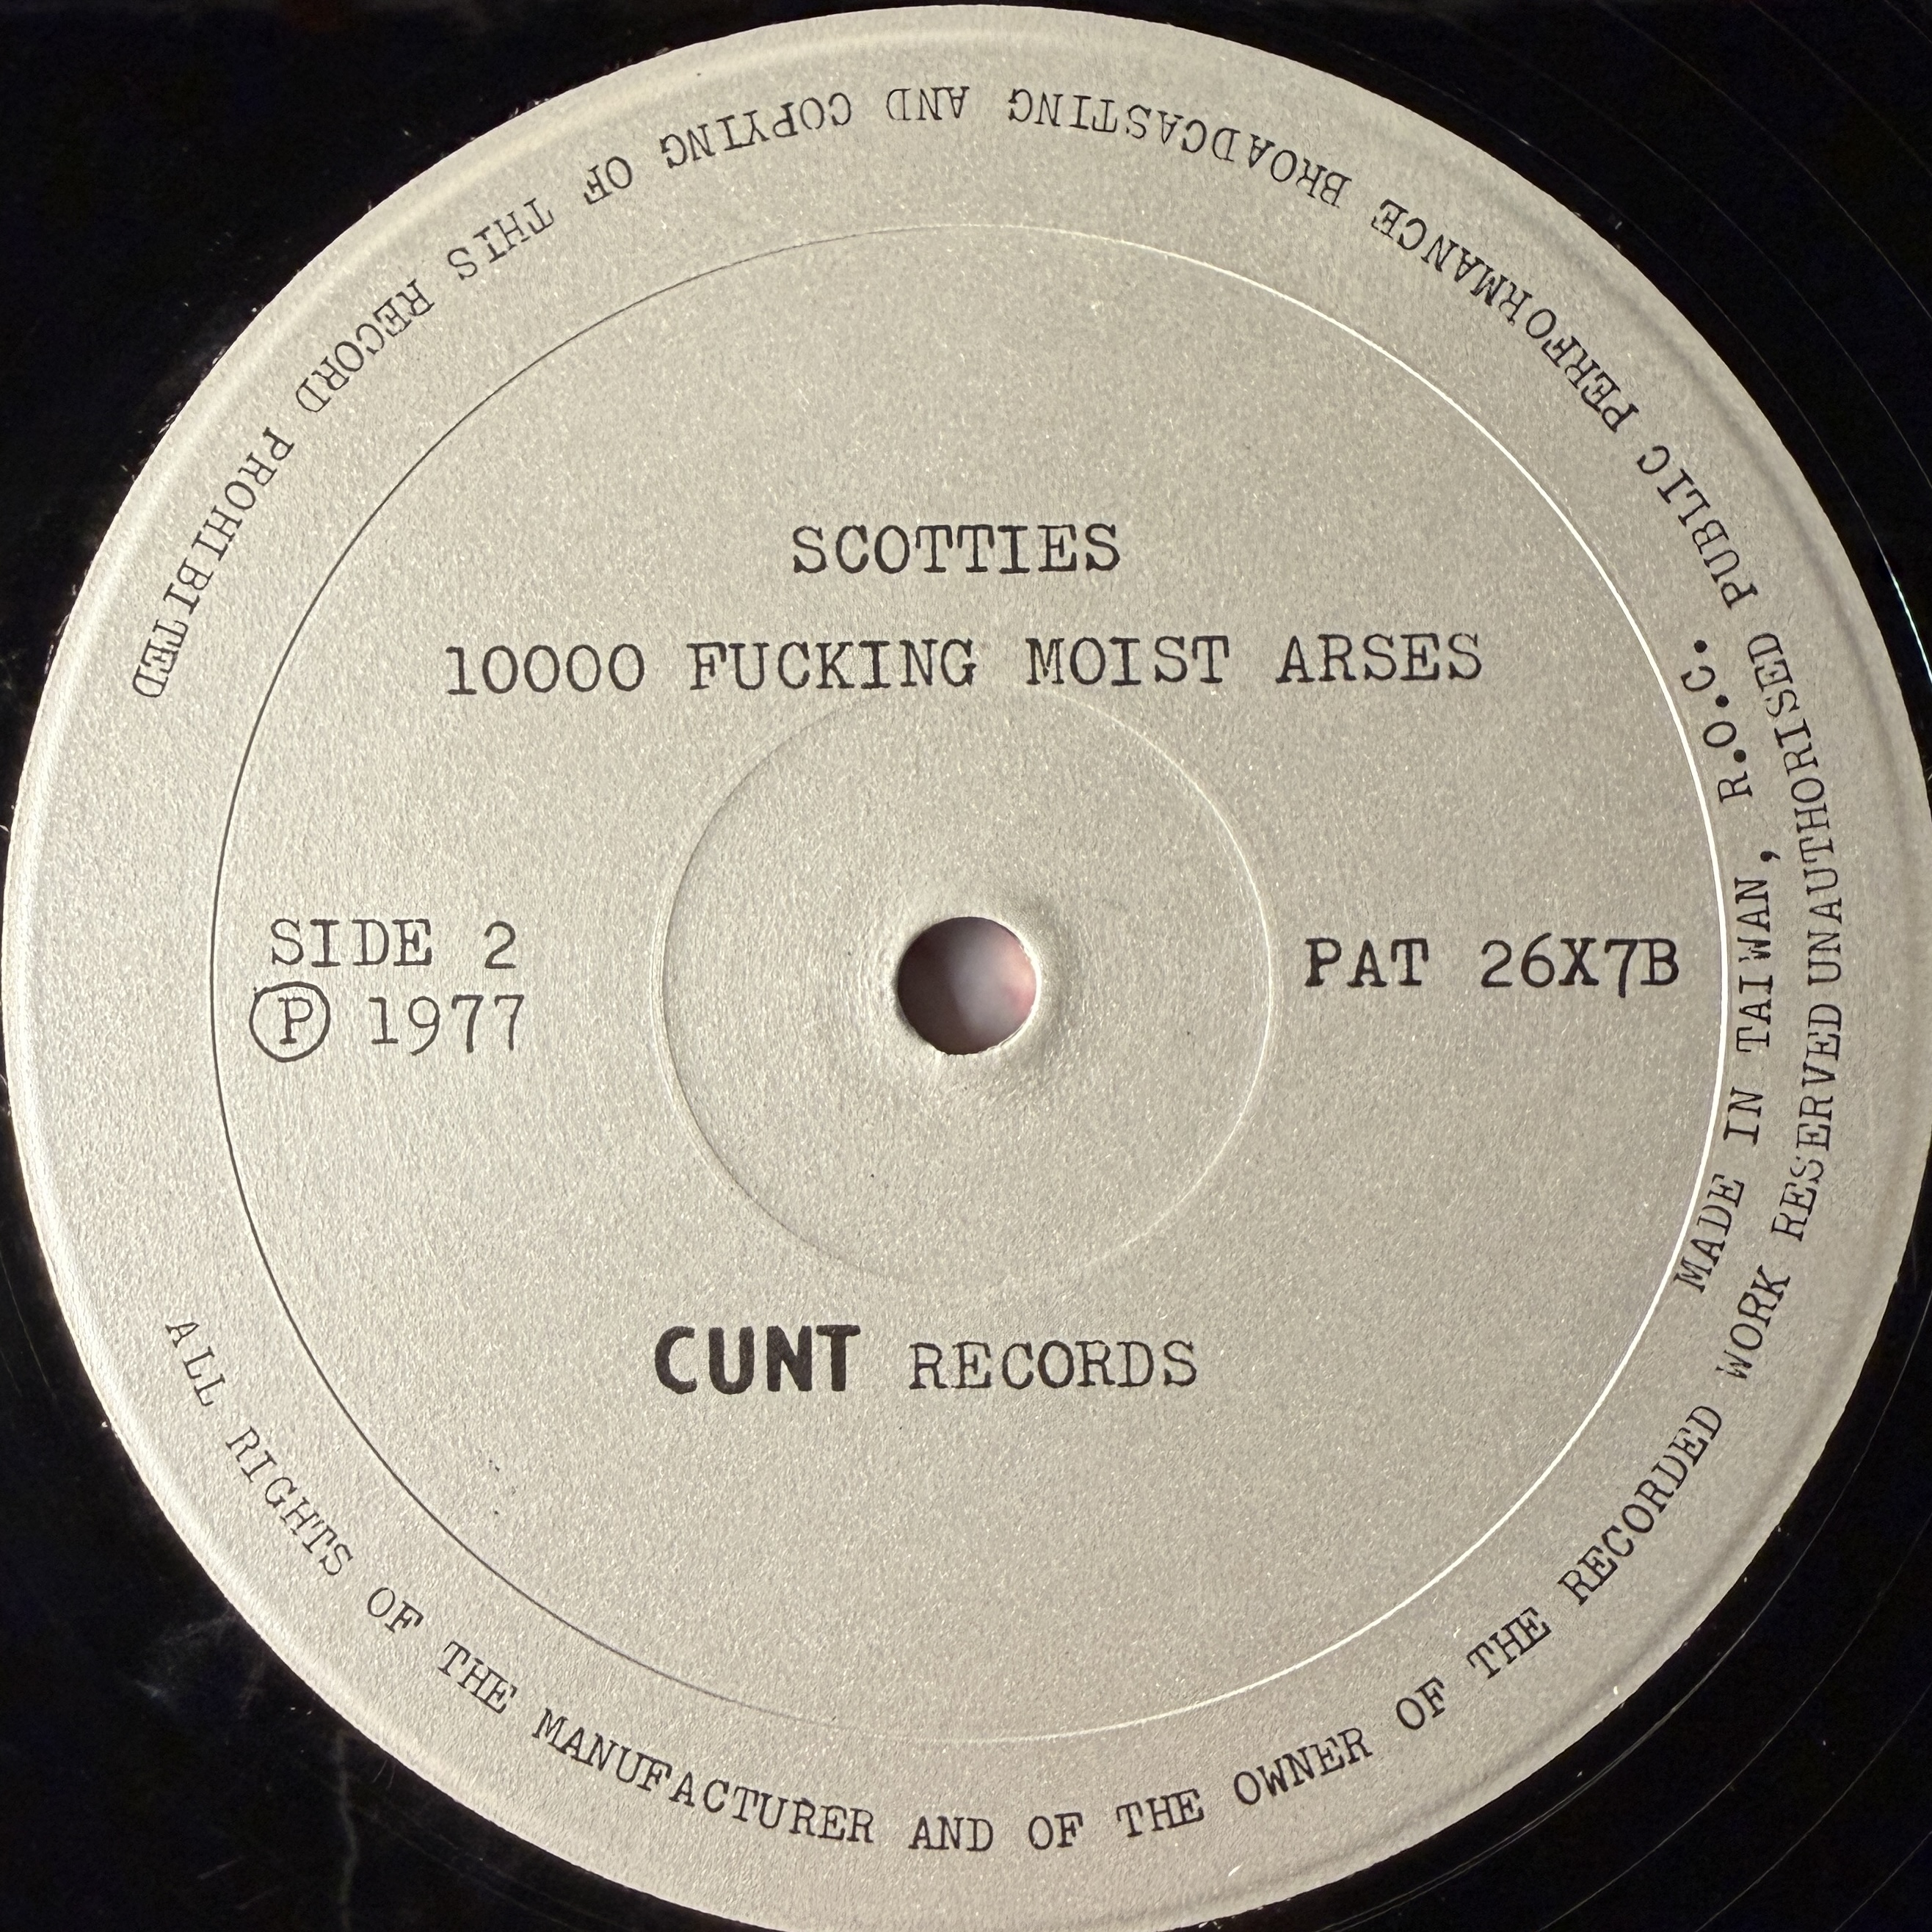 SCOTTIES
10000 FUCKING MOIST ARSES
SIDE 2
Ⓟ 1977
PAT 26X7B
CUNT RECORDS
ALL RIGHTS OF THE MANUFACTURER AND OF THE OWNER OF THE RECORDED WORK RESERVED UNAUTHORISED PUBLIC PERFORMANCE BROADCASTING AND COPYING OF THIS RECORD PROHIBITED
MADE IN TAIWAN, R.O.C.